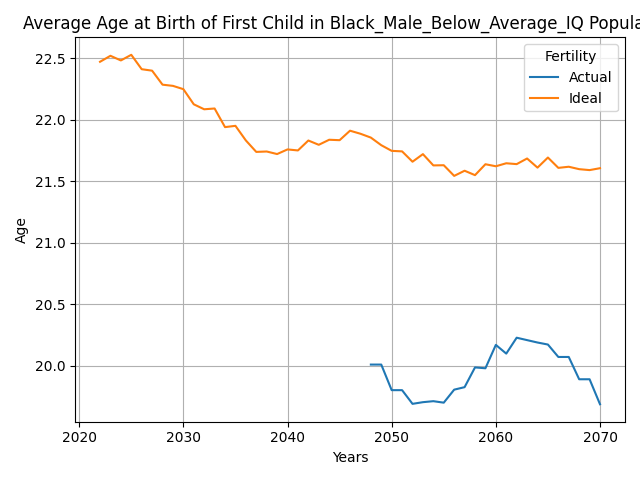 Average Age at Birth of First Child in Black_Male_Below_Average_IQ Popula
Fertility
Actual
Ideal
22.5
22.0
21.5
21.0
20.5
20.0
Age
2020 2030 2040 2050 2060 2070
Years